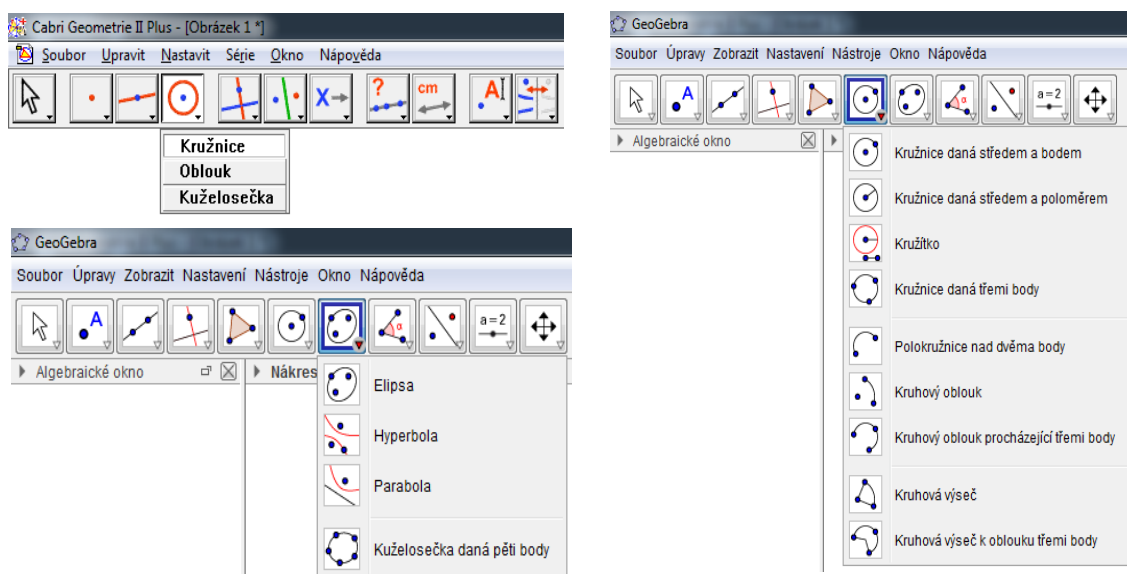 Cabri Geometrie II Plus - [Obrázek 1 *]
Soubor Upravit Nastavit Série Okno Nápověda
X
?
cm
A
Kružnice
Oblouk
Kuželosečka
GeoGebra
Soubor Úpravy Zobrazit Nastavení Nástroje Okno Nápověda
A
α
a=2
Algebraické okno
Nákres
Elipsa
Hyperbola
Parabola
Kuželosečka daná pěti body
GeoGebra
Soubor Úpravy Zobrazit Nastavení Nástroje Okno Nápověda
A
α
a=2
Algebraické okno
Kružnice daná středem a bodem
Kružnice daná středem a poloměrem
Kružítko
Kružnice daná třemi body
Polokružnice nad dvěma body
Kruhový oblouk
Kruhový oblouk procházející třemi body
Kruhová výseč
Kruhová výseč k oblouku třemi body